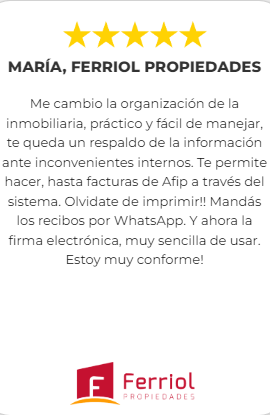 MARÍA, FERRIOL PROPIEDADES
Me cambio la organización de la
inmobiliaria, práctico y fácil de manejar,
te queda un respaldo de la información
ante inconvenientes internos. Te permite
hacer, hasta facturas de Afip a través del
sistema. Olvidate de imprimir!! Mandás
los recibos por WhatsApp. Y ahora la
firma electrónica, muy sencilla de usar.
Estoy muy conforme!
Ferriol
PROPIEDADES